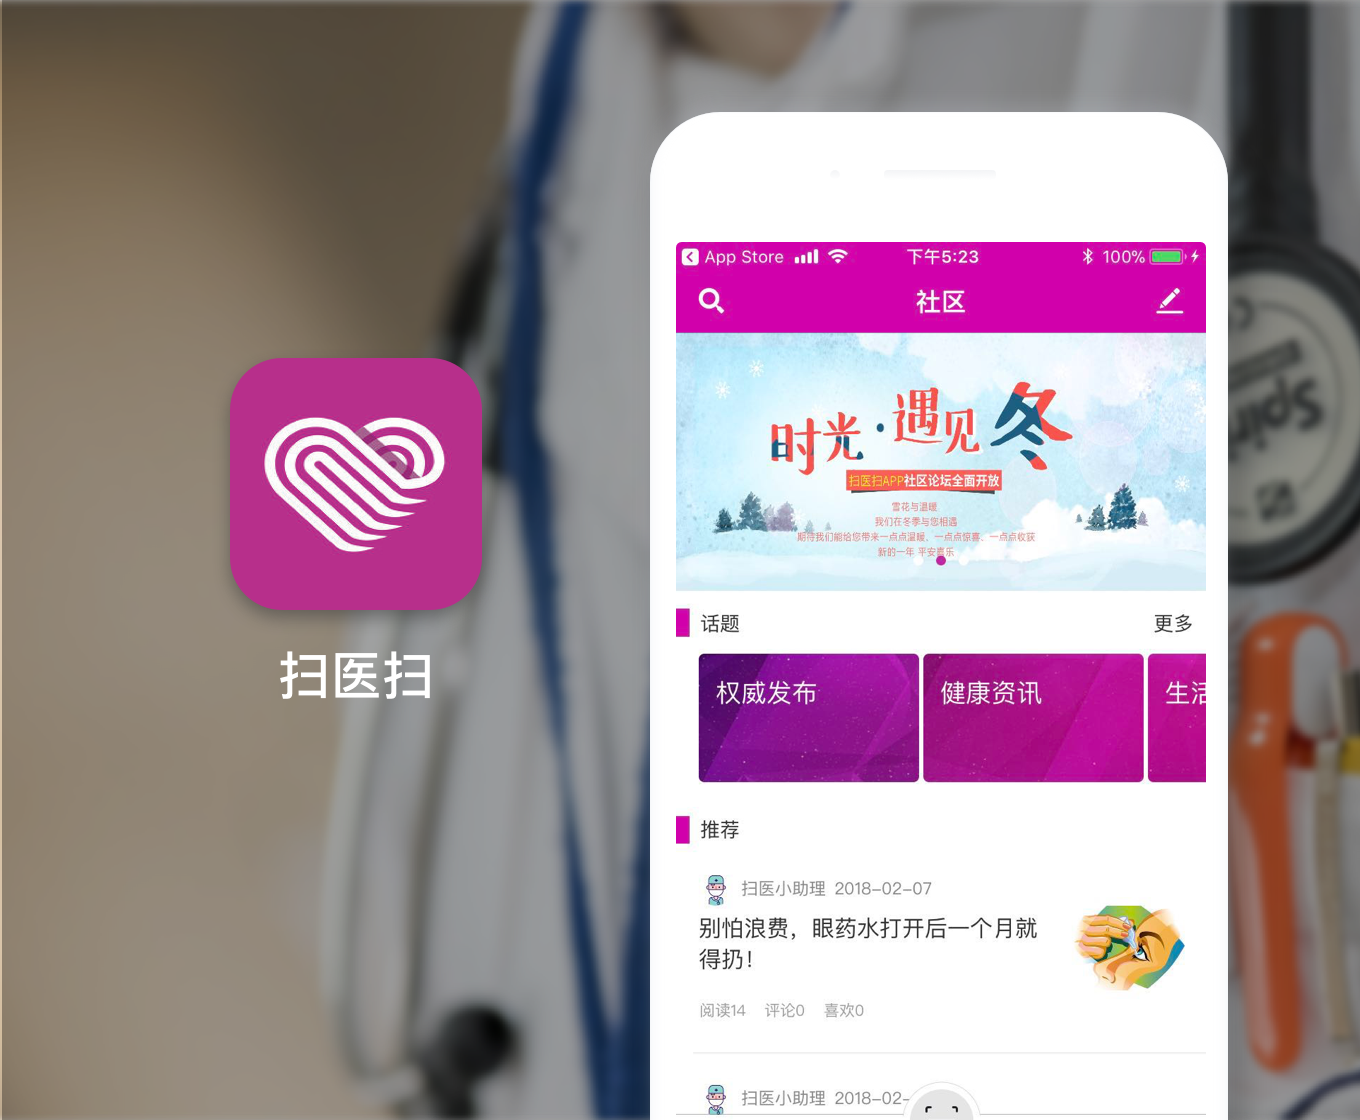 扫医扫
App Store
下午5:23
100%
社区
时光·遇见冬
扫医扫APP社区论坛全面开放
雪花与温暖
我们在冬季与您相遇
期待我们能给您带来一点点温暖、一点点惊喜、一点点收获
新的一年 平安喜乐
话题
更多
权威发布
健康资讯
生活
推荐
扫医小助理 2018-02-07
别怕浪费，眼药水打开后一个月就
得扔！
阅读14 评论0 喜欢0
扫医小助理 2018-02-
Spirit